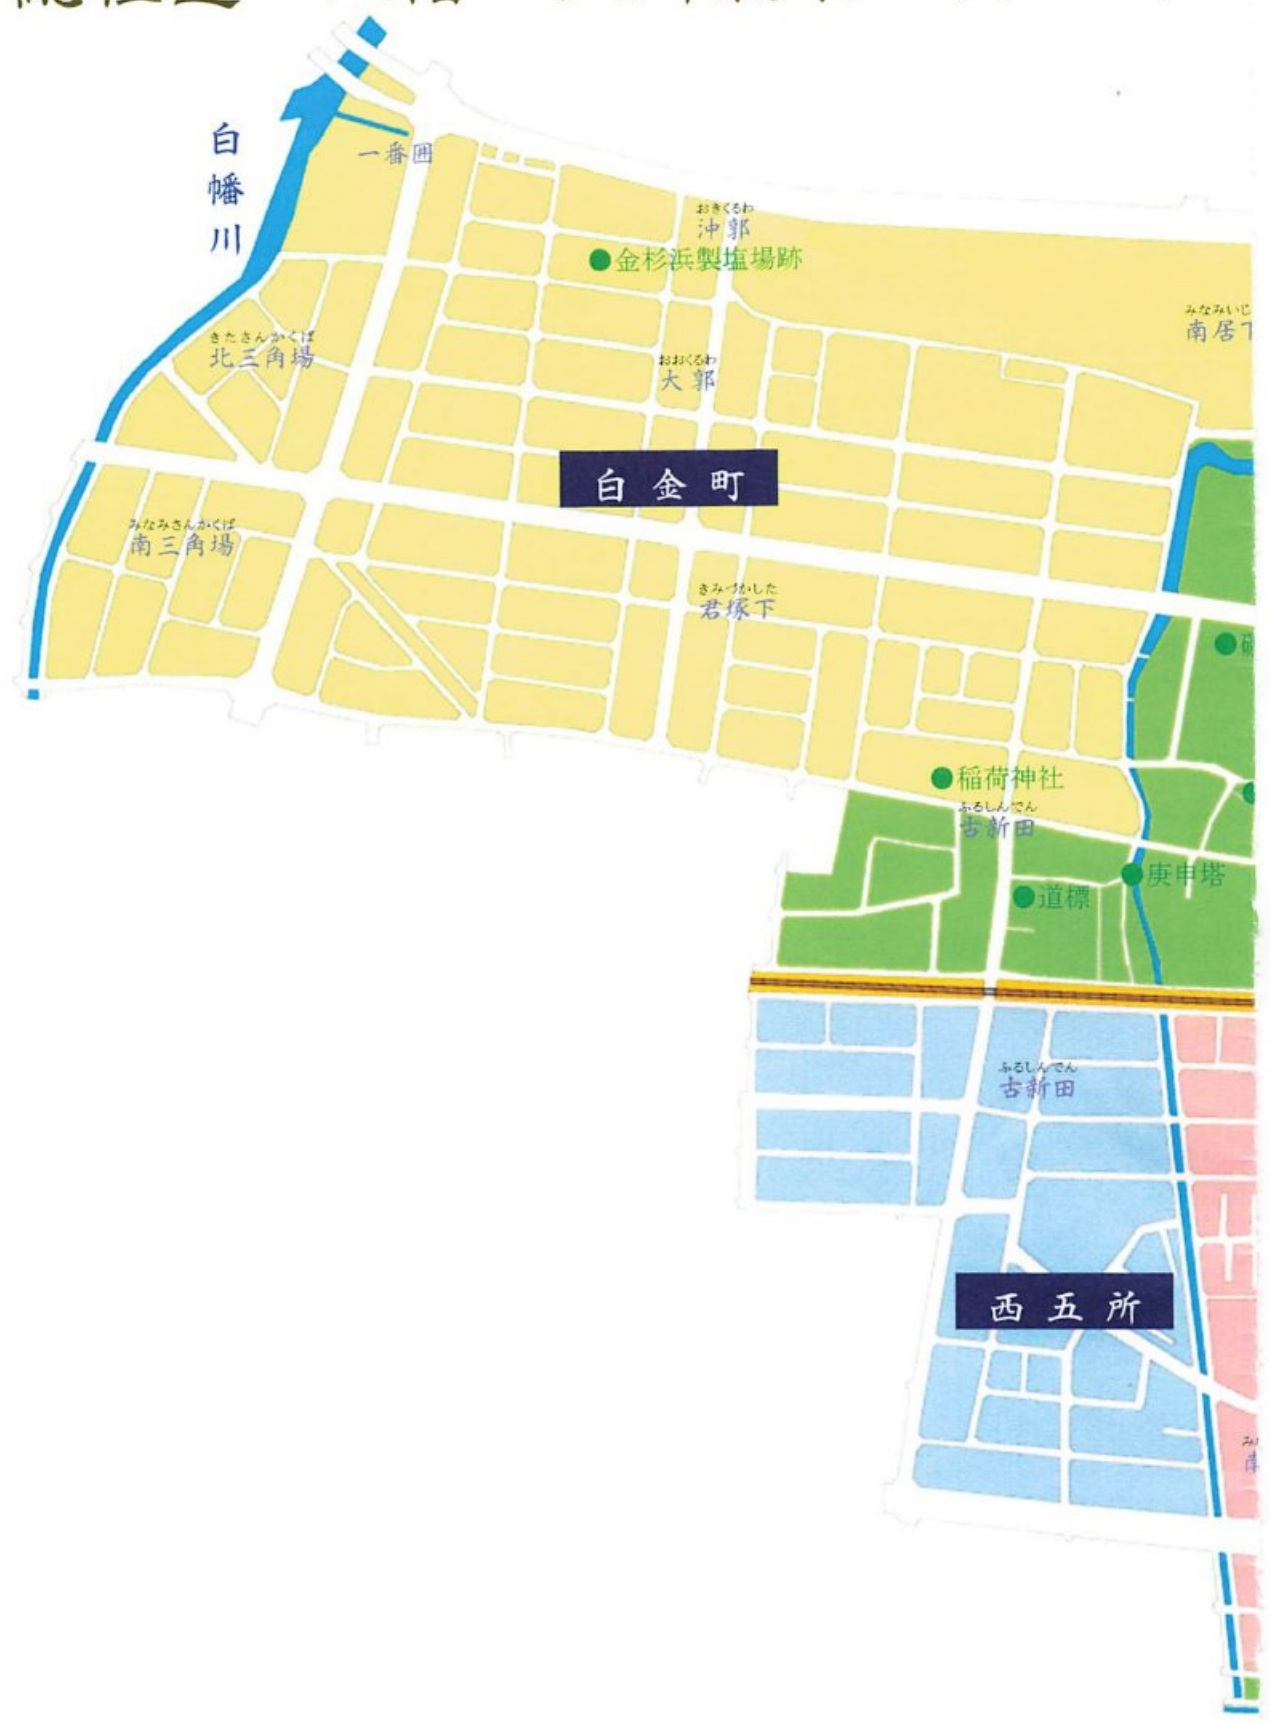 白幡川
一番囲
おきくるわ
沖郭
金杉浜製塩場跡
みなみいじ
南居下
きたさんかくば
北三角場
おおくるわ
大郭
白金町
みなみさんかくば
南三角場
きみづかした
君塚下
稲荷神社
ふるしんでん
古新田
庚申塔
道標
ふるしんでん
古新田
西五所